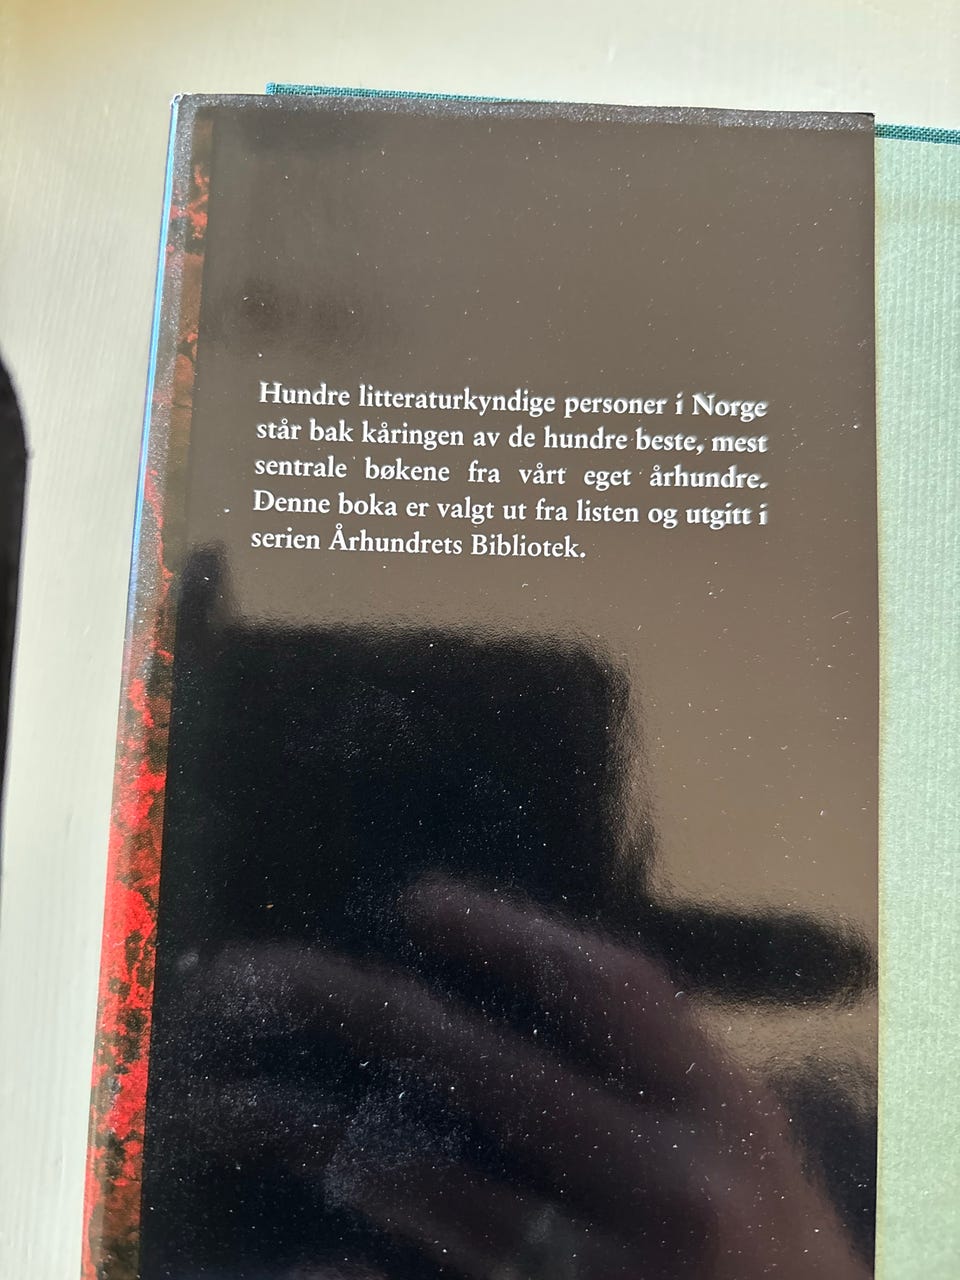 Hundre litteraturkyndige personer i Norge
står bak kåringen av de hundre beste, mest
sentrale bøkene fra vårt eget århundre.
Denne boka er valgt ut fra listen og utgitt i
serien Århundrets Bibliotek.